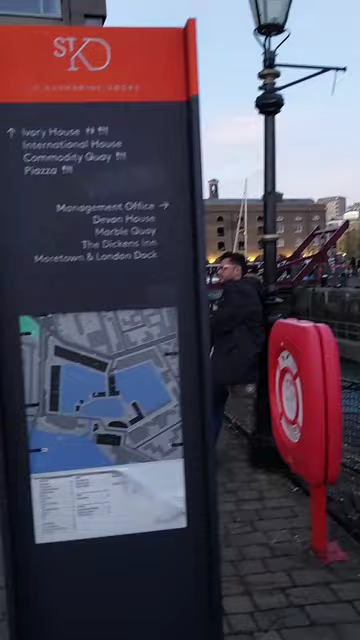 STKD
ST KATHARINE DOCKS
↑ Ivory House
International House
Commodity Quay
Piazza
Management Office →
Devon House
Marble Quay
The Dickens Inn
Moretown & London Dock